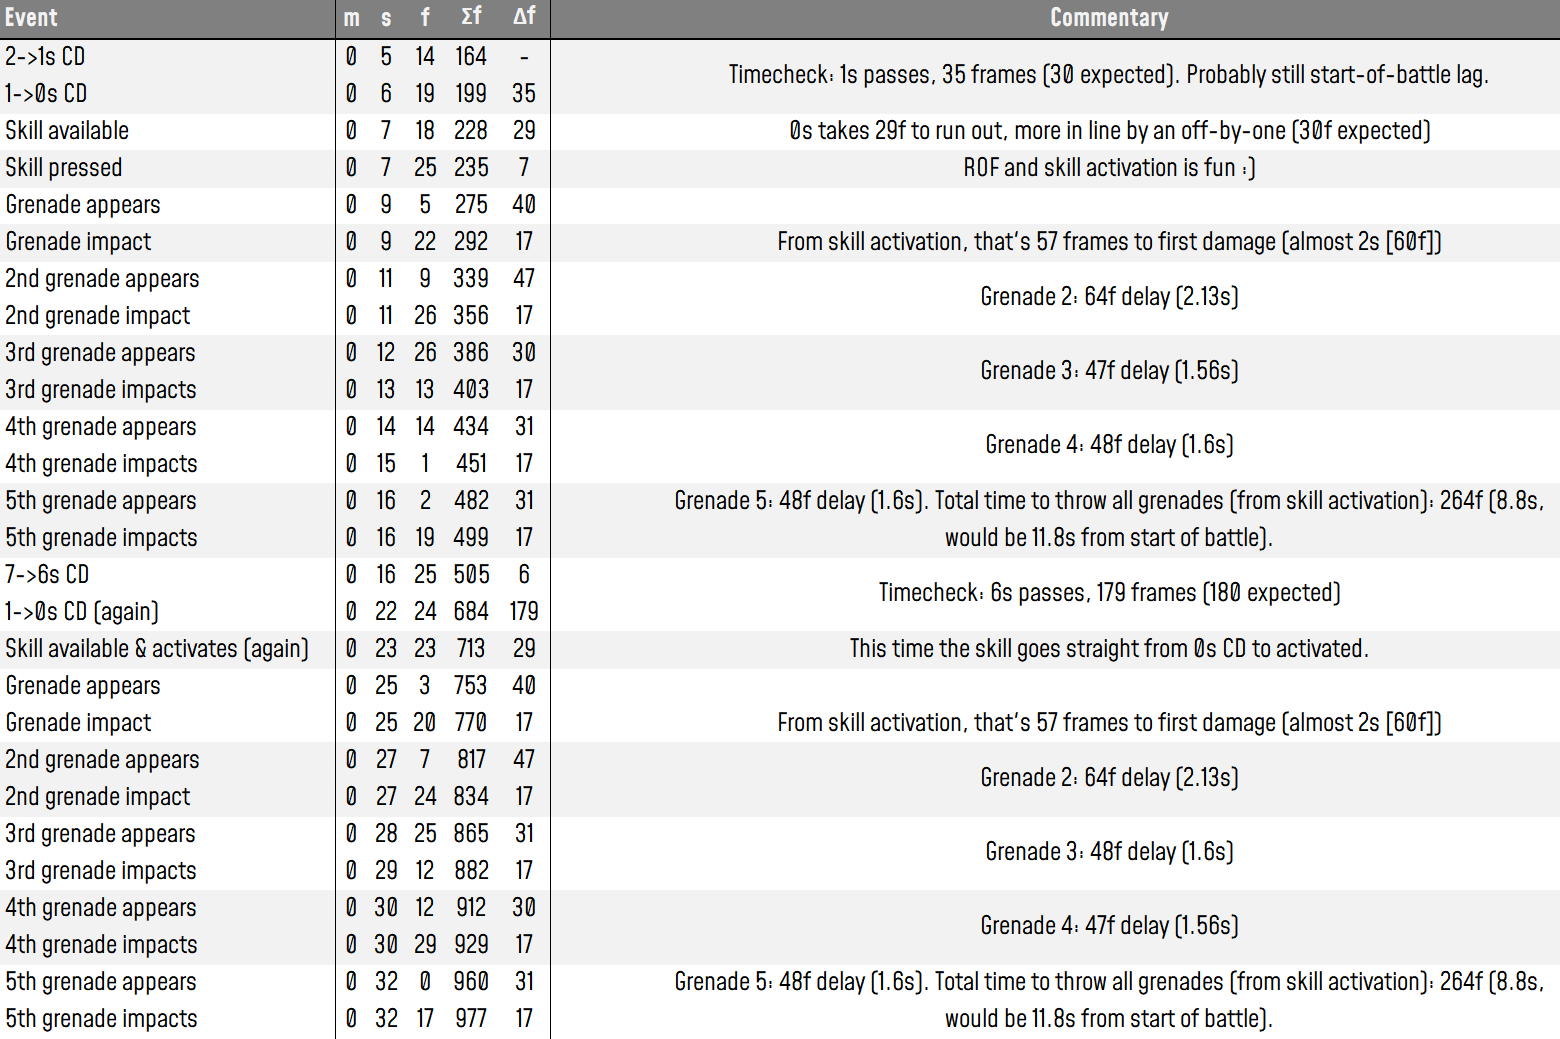 Event m s f Σf Δf Commentary
2->1s CD 0 5 14 164 -
Timecheck: 1s passes, 35 frames (30 expected). Probably still start-of-battle lag.
1->0s CD 0 6 19 199 35
Skill available 0 7 18 228 29 0s takes 29f to run out, more in line by an off-by-one (30f expected)
Skill pressed 0 7 25 235 7 ROF and skill activation is fun :)
Grenade appears 0 9 5 275 40
Grenade impact 0 9 22 292 17 From skill activation, that's 57 frames to first damage (almost 2s [60f])
2nd grenade appears 0 11 9 339 47
Grenade 2: 64f delay (2.13s)
2nd grenade impact 0 11 26 356 17
3rd grenade appears 0 12 26 386 30
Grenade 3: 47f delay (1.56s)
3rd grenade impacts 0 13 13 403 17
4th grenade appears 0 14 14 434 31
Grenade 4: 48f delay (1.6s)
4th grenade impacts 0 15 1 451 17
5th grenade appears 0 16 2 482 31 Grenade 5: 48f delay (1.6s). Total time to throw all grenades (from skill activation): 264f (8.8s,
5th grenade impacts 0 16 19 499 17 would be 11.8s from start of battle).
7->6s CD 0 16 25 505 6
Timecheck: 6s passes, 179 frames (180 expected)
1->0s CD (again) 0 22 24 684 179
Skill available & activates (again) 0 23 23 713 29 This time the skill goes straight from 0s CD to activated.
Grenade appears 0 25 3 753 40
Grenade impact 0 25 20 770 17 From skill activation, that's 57 frames to first damage (almost 2s [60f])
2nd grenade appears 0 27 7 817 47
Grenade 2: 64f delay (2.13s)
2nd grenade impact 0 27 24 834 17
3rd grenade appears 0 28 25 865 31
Grenade 3: 48f delay (1.6s)
3rd grenade impacts 0 29 12 882 17
4th grenade appears 0 30 12 912 30
Grenade 4: 47f delay (1.56s)
4th grenade impacts 0 30 29 929 17
5th grenade appears 0 32 0 960 31 Grenade 5: 48f delay (1.6s). Total time to throw all grenades (from skill activation): 264f (8.8s,
5th grenade impacts 0 32 17 977 17 would be 11.8s from start of battle).